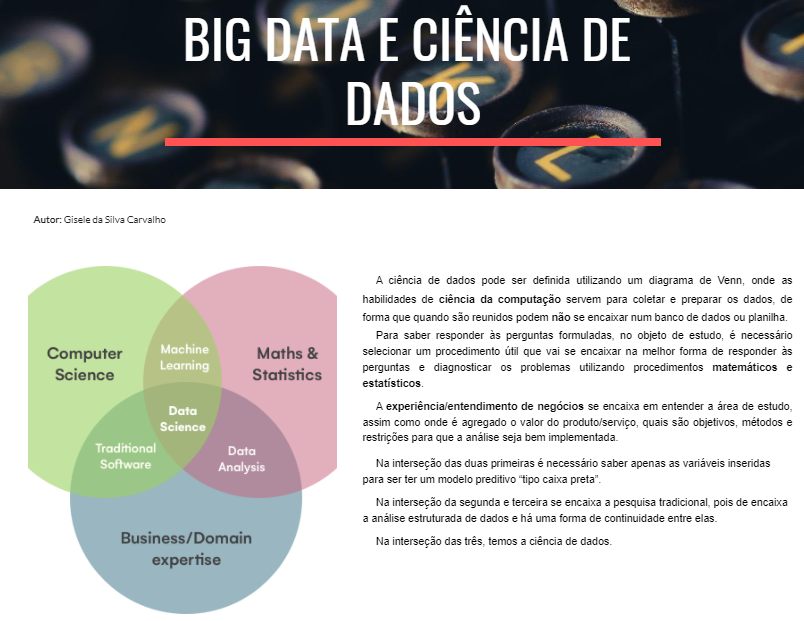 BIG DATA E CIÊNCIA DE
DADOS
Autor: Gisele da Silva Carvalho
Computer
Science
Machine
Learning
Maths &
Statistics
Data
Science
Traditional
Software
Data
Analysis
Business/Domain
expertise
A ciência de dados pode ser definida utilizando um diagrama de Venn, onde as
habilidades de ciência da computação servem para coletar e preparar os dados, de
forma que quando são reunidos podem não se encaixar num banco de dados ou planilha.
Para saber responder às perguntas formuladas, no objeto de estudo, é necessário
selecionar um procedimento útil que vai se encaixar na melhor forma de responder às
perguntas e diagnosticar os problemas utilizando procedimentos matemáticos e
estatísticos.
A experiência/entendimento de negócios se encaixa em entender a área de estudo,
assim como onde é agregado o valor do produto/serviço, quais são objetivos, métodos e
restrições para que a análise seja bem implementada.
Na interseção das duas primeiras é necessário saber apenas as variáveis inseridas
para ser ter um modelo preditivo “tipo caixa preta”.
Na interseção da segunda e terceira se encaixa a pesquisa tradicional, pois de encaixa
a análise estruturada de dados e há uma forma de continuidade entre elas.
Na interseção das três, temos a ciência de dados.